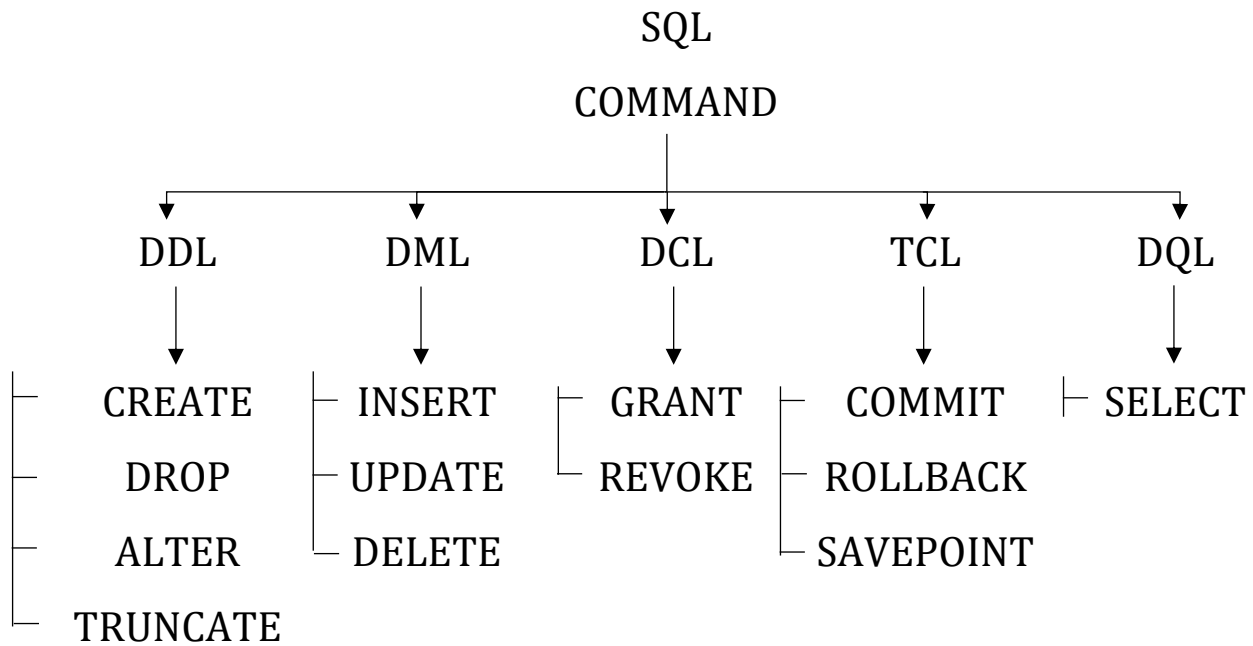 SQL
COMMAND
DDL DML DCL TCL DQL
CREATE INSERT GRANT COMMIT SELECT
DROP UPDATE REVOKE ROLLBACK
ALTER DELETE SAVEPOINT
TRUNCATE